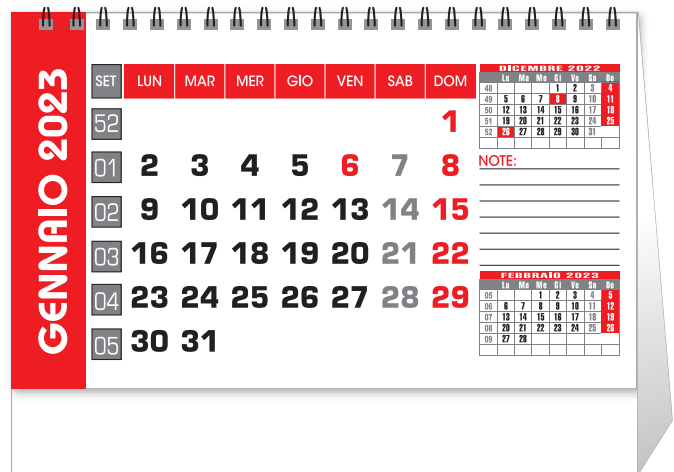 GENNAIO 2023
SET LUN MAR MER GIO VEN SAB DOM
52 1
01 2 3 4 5 6 7 8
02 9 10 11 12 13 14 15
03 16 17 18 19 20 21 22
04 23 24 25 26 27 28 29
05 30 31
DICEMBRE 2022
Lu Ma Me Gi Ve Sa Do
48 1 2 3 4
49 5 6 7 8 9 10 11
50 12 13 14 15 16 17 18
51 19 20 21 22 23 24 25
52 26 27 28 29 30 31
NOTE:
FEBBRAIO 2023
Lu Ma Me Gi Ve Sa Do
05 1 2 3 4 5
06 6 7 8 9 10 11 12
07 13 14 15 16 17 18 19
08 20 21 22 23 24 25 26
09 27 28